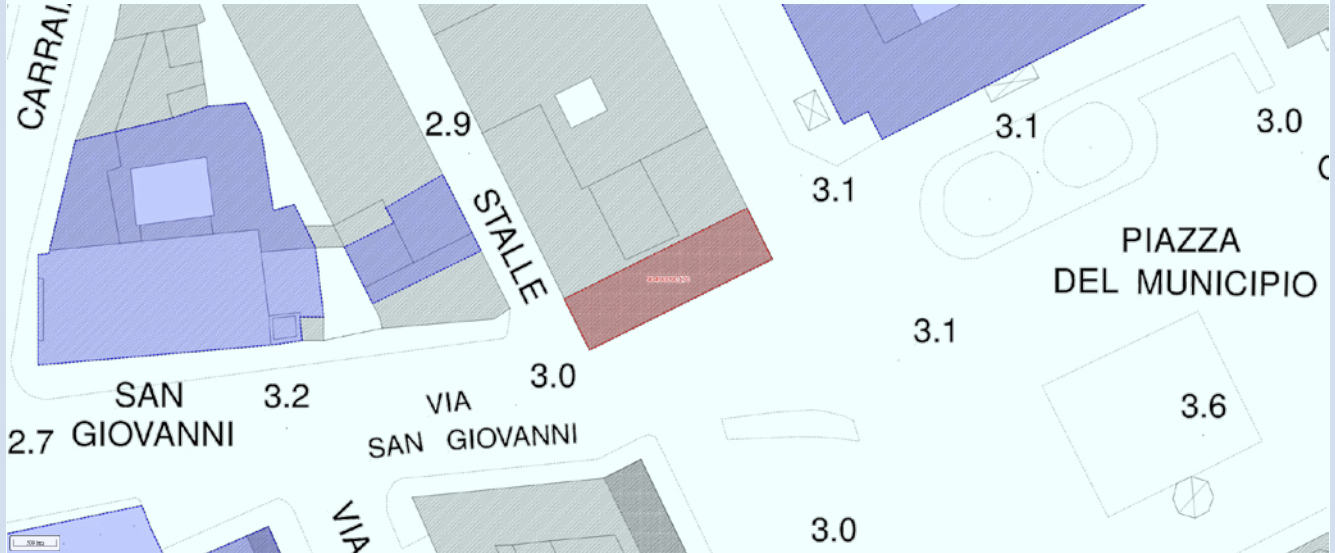 CARRAI
2.9
STALLE
3.1
3.1
3.0
PIAZZA
DEL MUNICIPIO
3.1
3.6
3.0
3.2
SAN
GIOVANNI
2.7
VIA
SAN GIOVANNI
VIA
3.0